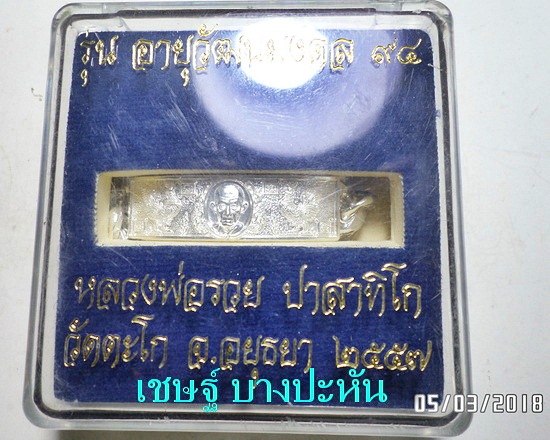 รุ่น อายุวัฒนมงคล ๙๔
หลวงพ่อรวย ปาสาทิโก
วัดตะโก อ.อยุธยา ๒๕๕๗
เชษฐ์ บางปะหัน
05/03/2018